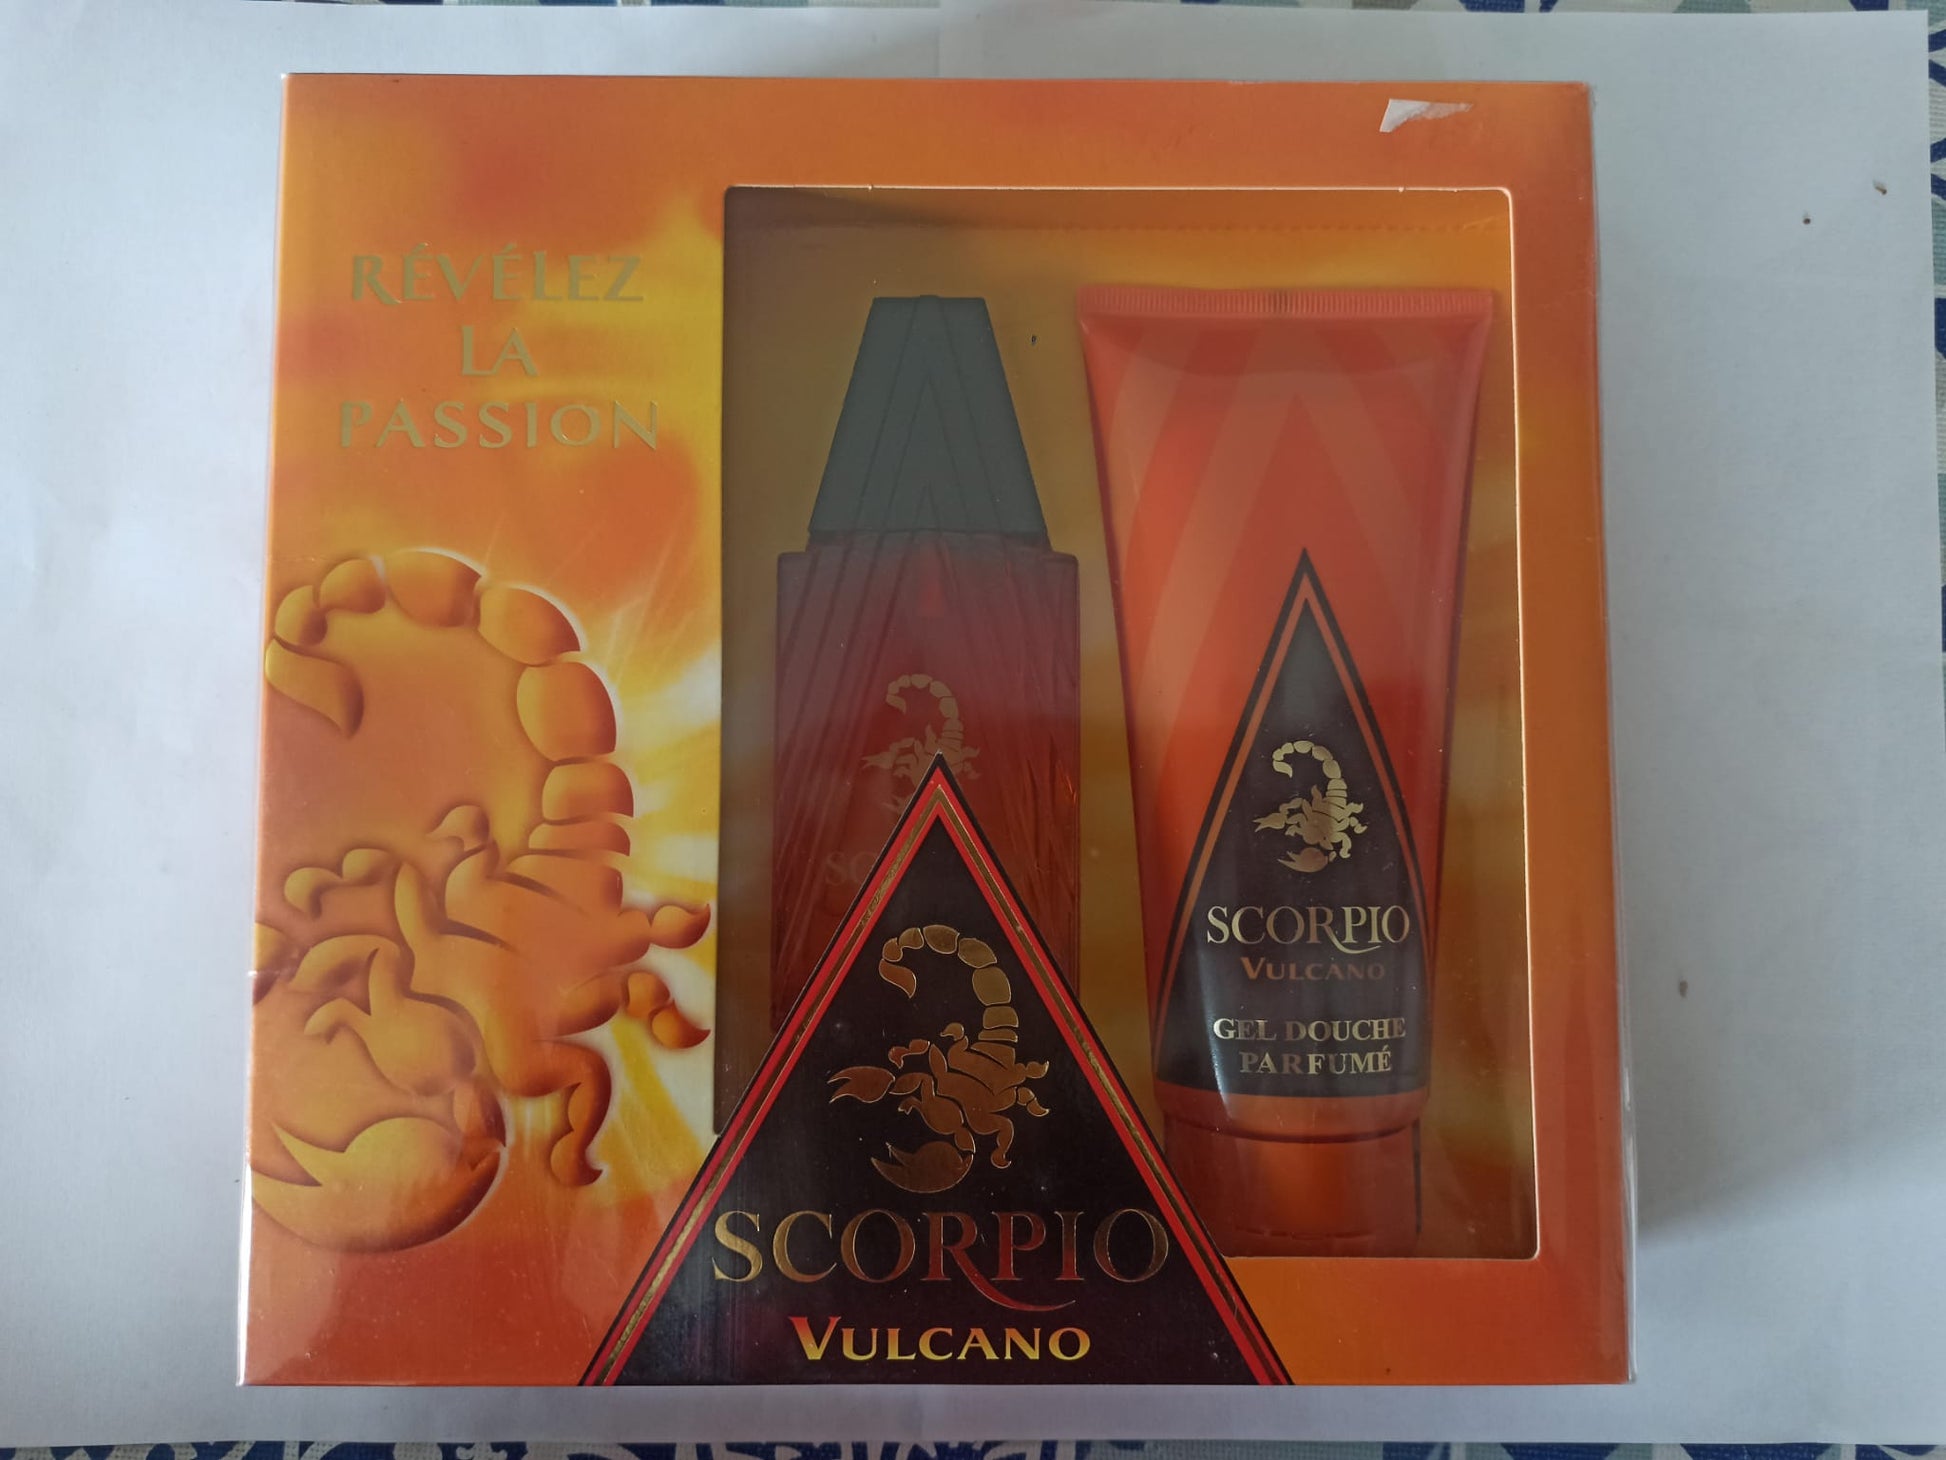 RÉVÉLEZ
LA
PASSION
SCORPIO
VULCANO
GEL DOUCHE
PARFUMÉ
SCORPIO
VULCANO